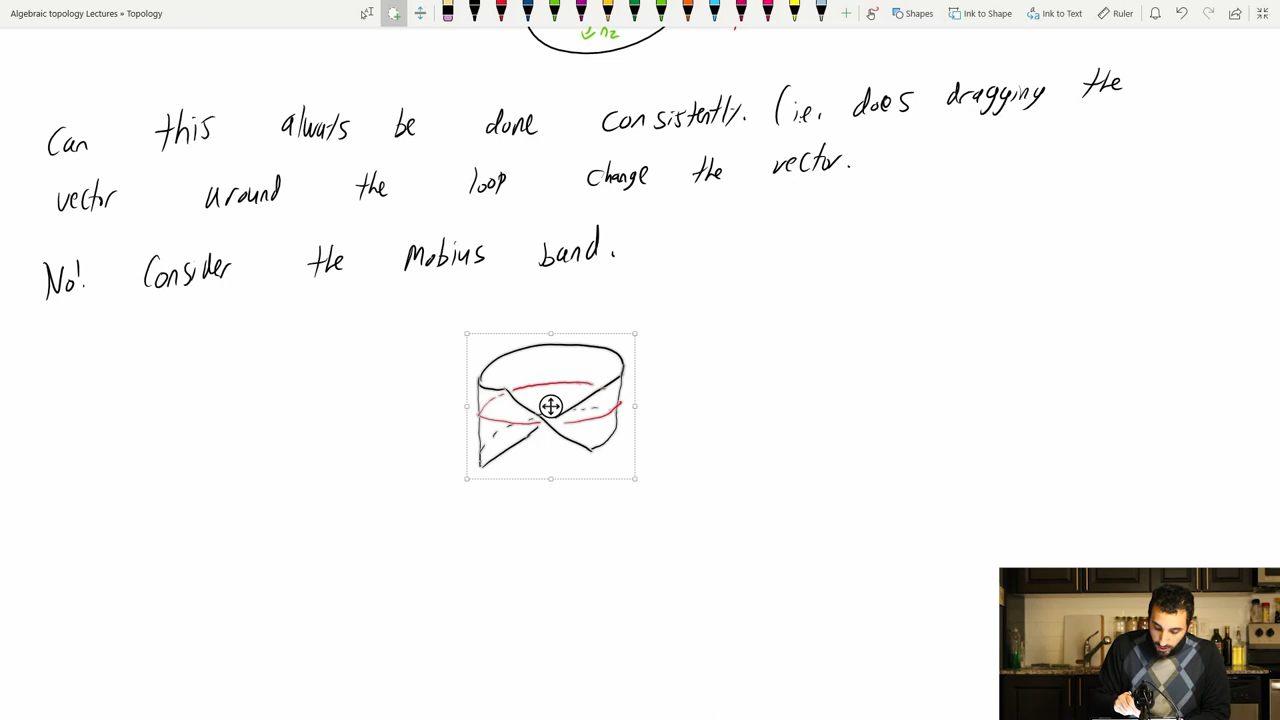 Algebraic topology Lectures » Topology
Shapes Ink to Shape Ink to Text Ruler
n2
Can this always be done consistently. (i.e. does dragging the
vector around the loop change the vector.
No! Consider the Mobius band.